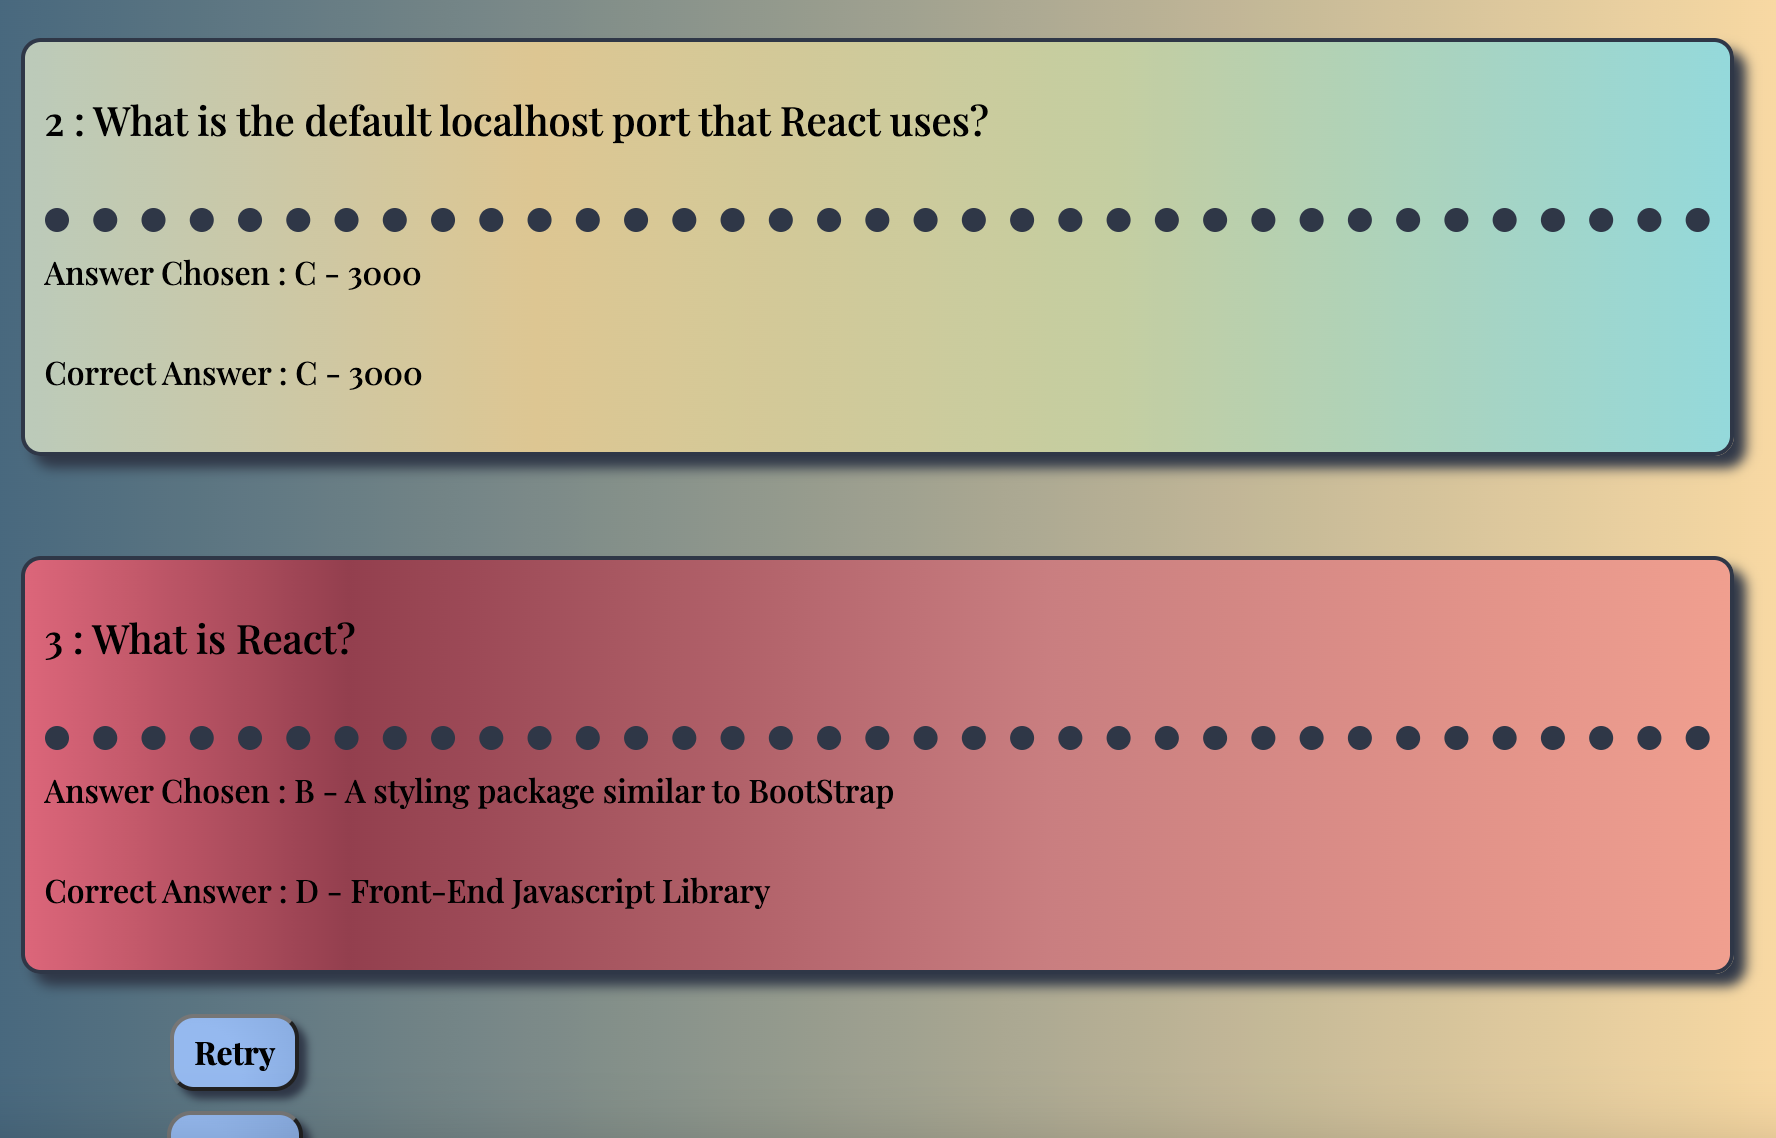 2 : What is the default localhost port that React uses?
Answer Chosen : C - 3000
Correct Answer : C - 3000
3 : What is React?
Answer Chosen : B - A styling package similar to BootStrap
Correct Answer : D - Front-End Javascript Library
Retry